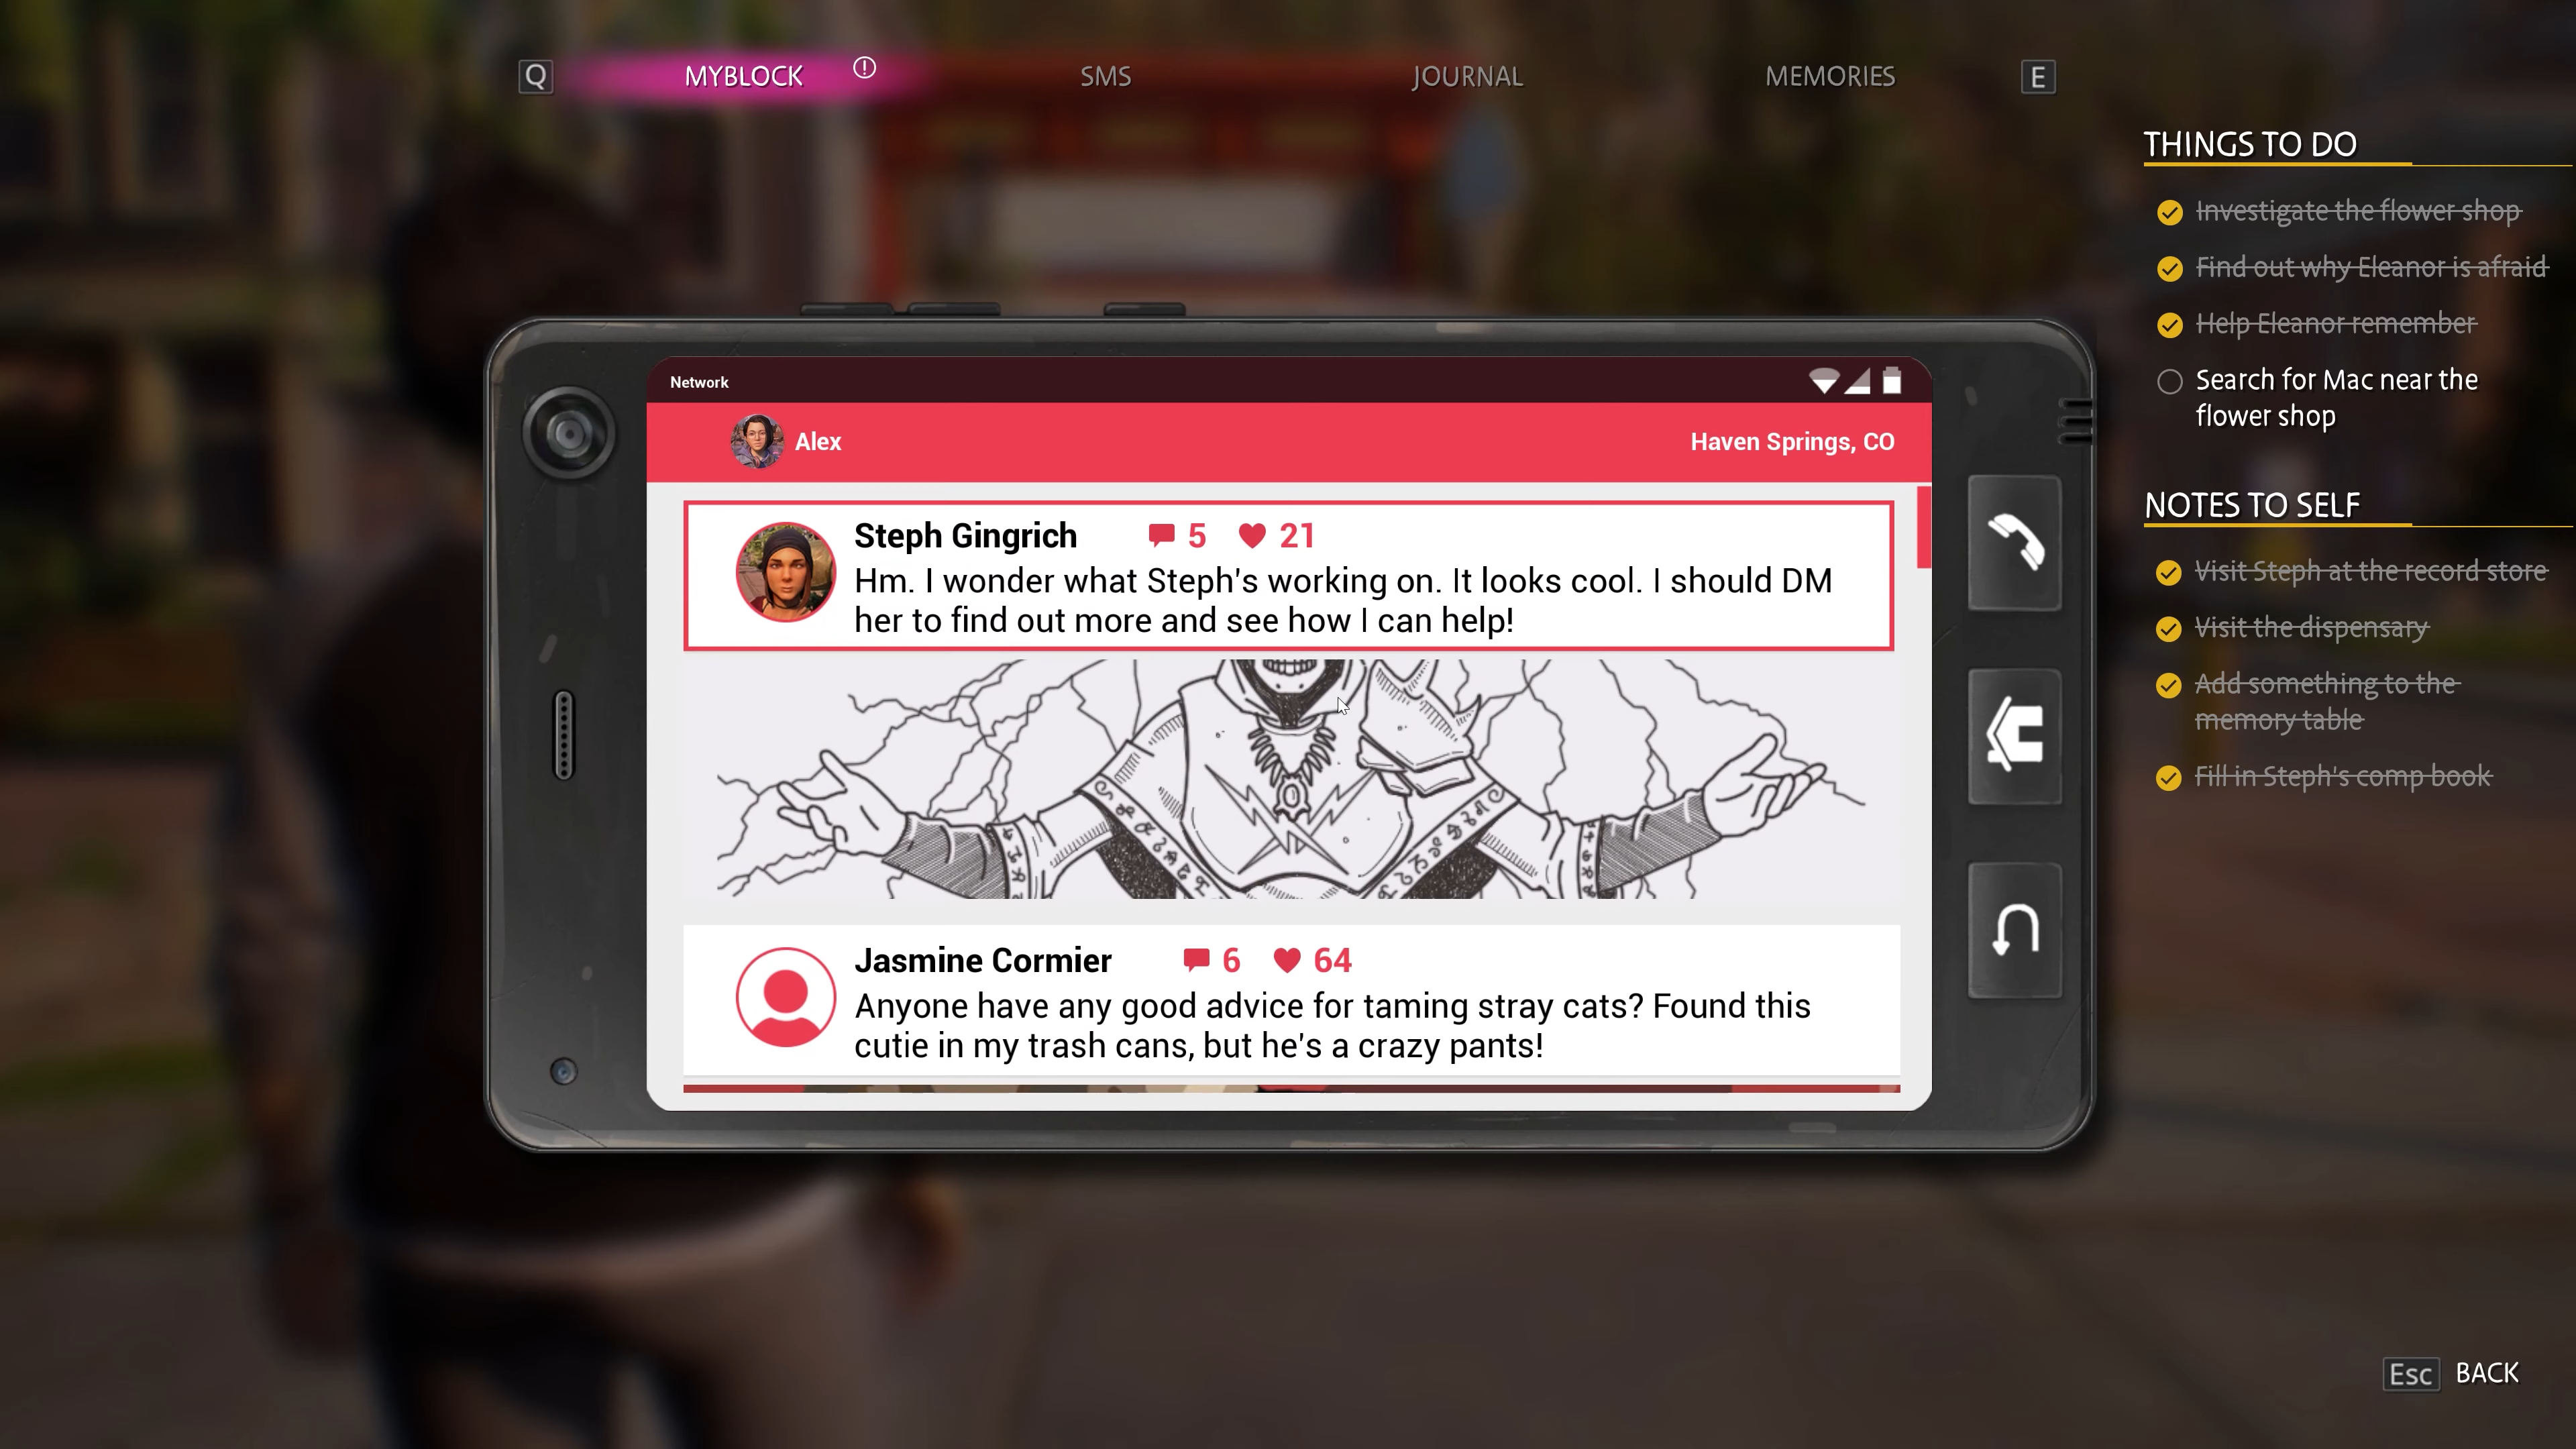 Q
MYBLOCK
SMS
JOURNAL
MEMORIES
E
THINGS TO DO
Investigate the flower shop
Find out why Eleanor is afraid
Help Eleanor remember
Search for Mac near the
flower shop
NOTES TO SELF
Visit Steph at the record store
Visit the dispensary
Add something to the
memory table
Fill in Steph's comp book
Network
Alex
Haven Springs, CO
Steph Gingrich 5 21
Hm. I wonder what Steph's working on. It looks cool. I should DM
her to find out more and see how I can help!
Jasmine Cormier 6 64
Anyone have any good advice for taming stray cats? Found this
cutie in my trash cans, but he's a crazy pants!
Esc BACK